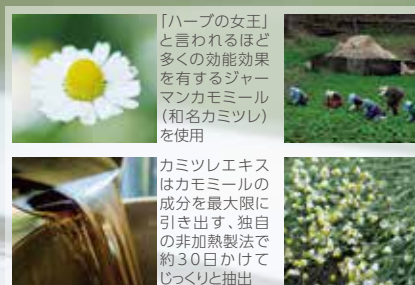 「ハーブの女王」
と言われるほど
多くの効能効果
を有するジャー
マンカモミール
（和名カミツレ）
を使用
カミツレエキス
はカモミールの
成分を最大限に
引き出す、独自
の非加熱製法で
約30日かけて
じっくりと抽出